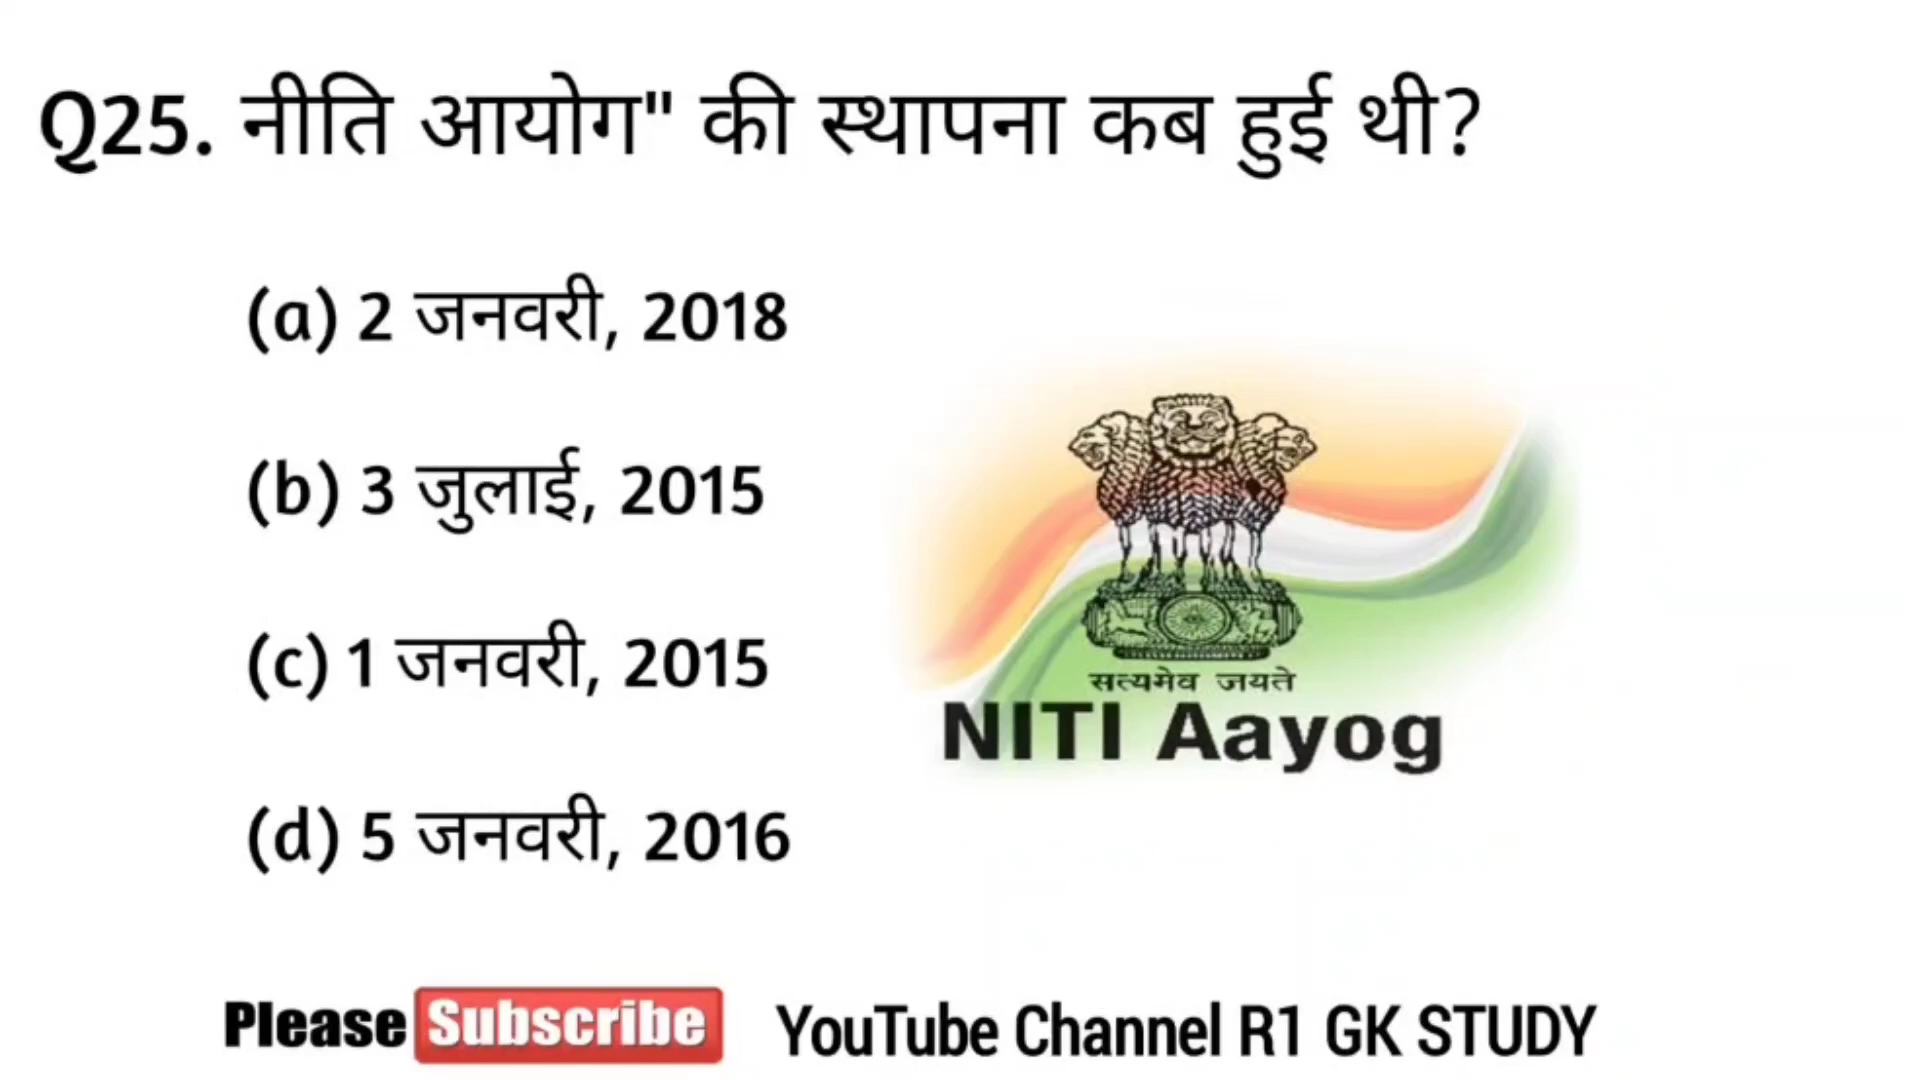 Q25. नीति आयोग" की स्थापना कब हुई थी?
(a) 2 जनवरी, 2018
(b) 3 जुलाई, 2015
(c) 1 जनवरी, 2015
(d) 5 जनवरी, 2016
सत्यमेव जयते
NITI Aayog
Please Subscribe YouTube Channel R1 GK STUDY